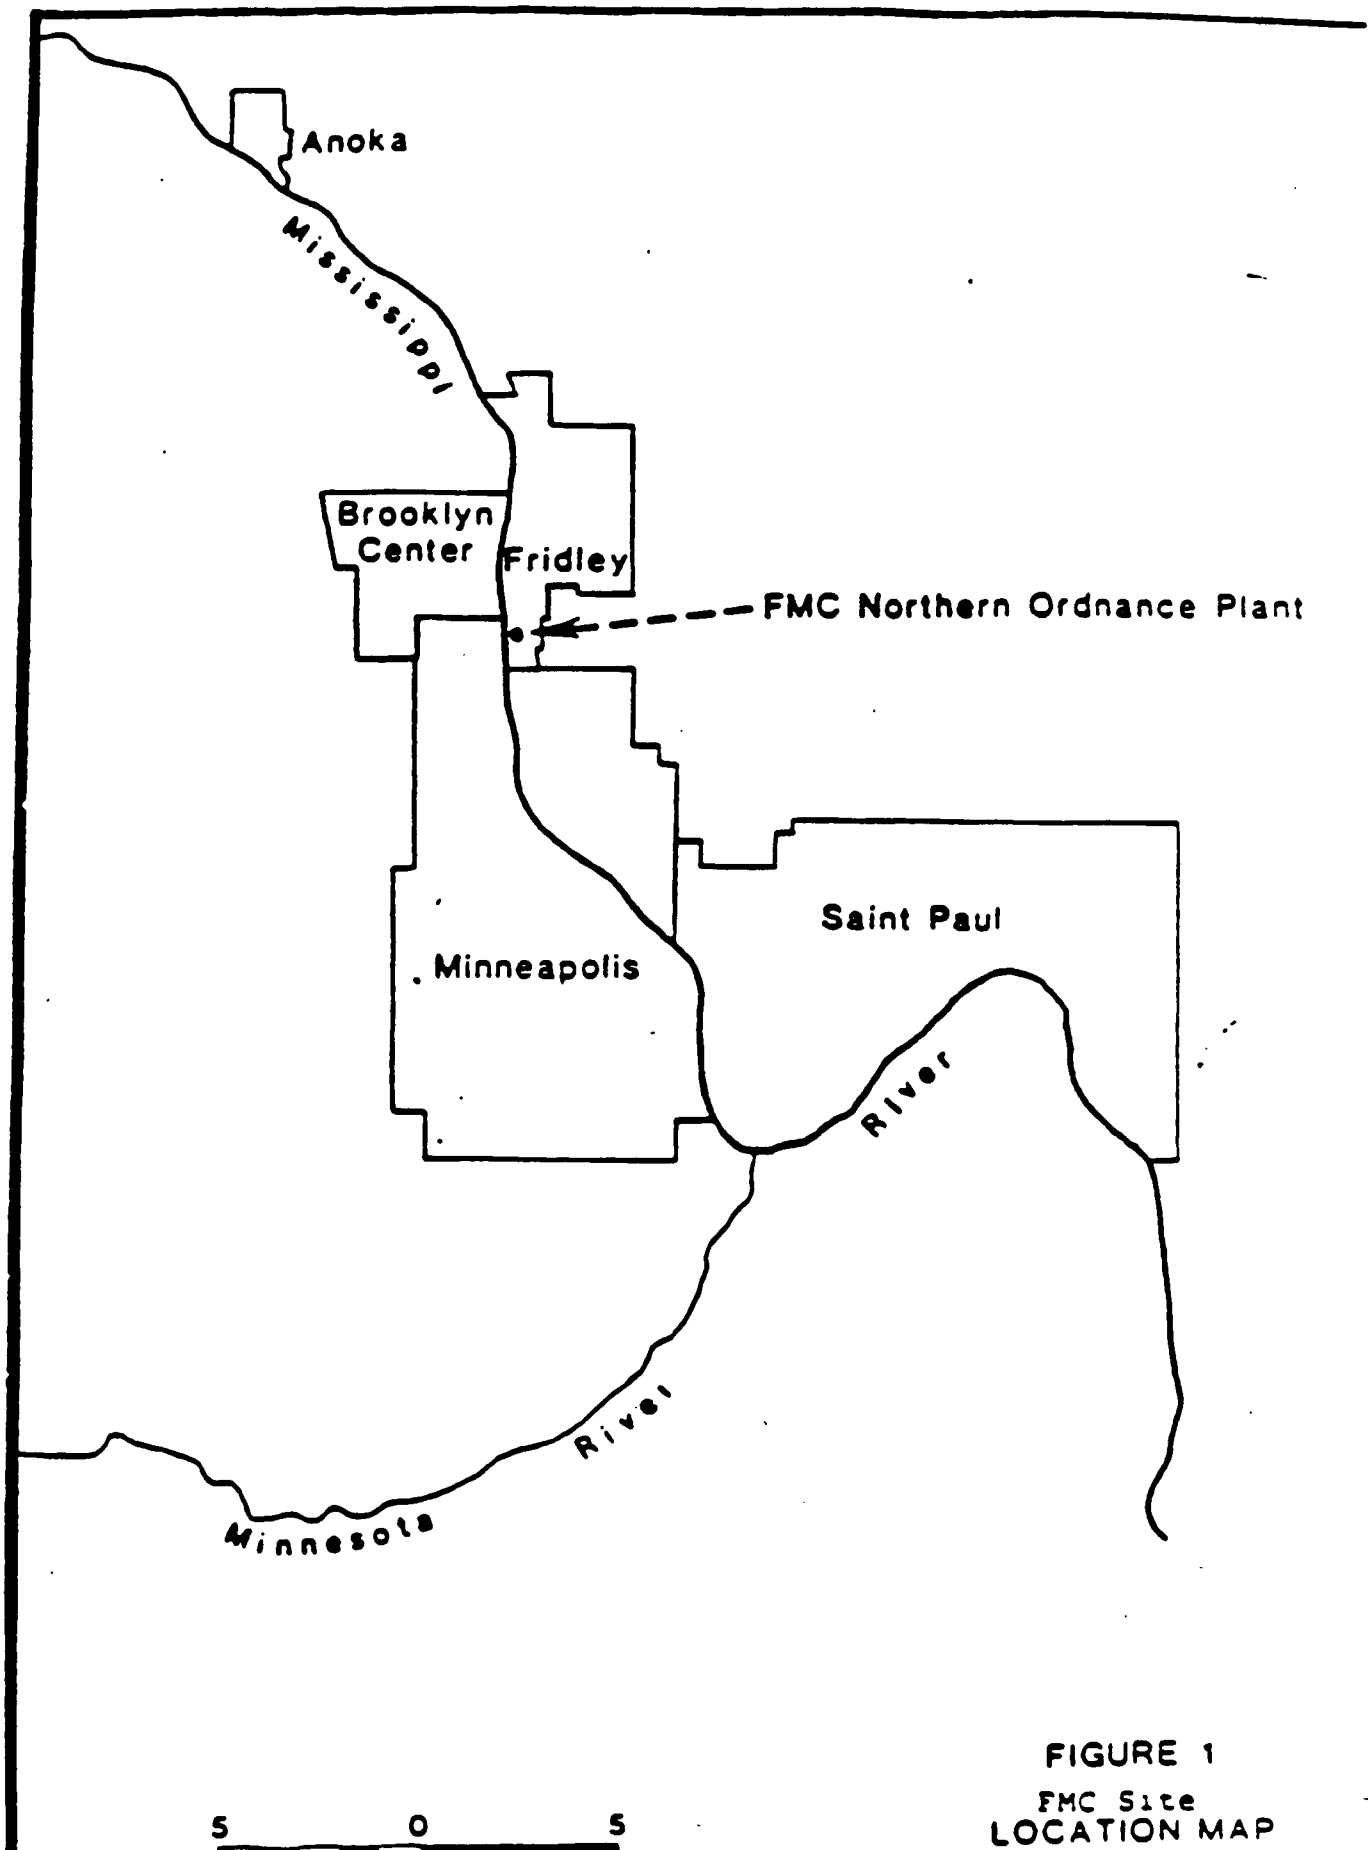 Anoka
Mississippi
Brooklyn
Center
Fridley
FMC Northern Ordnance Plant
Saint Paul
Minneapolis
River
River
Minnesota
FIGURE 1
FMC Site
LOCATION MAP
5 0 5